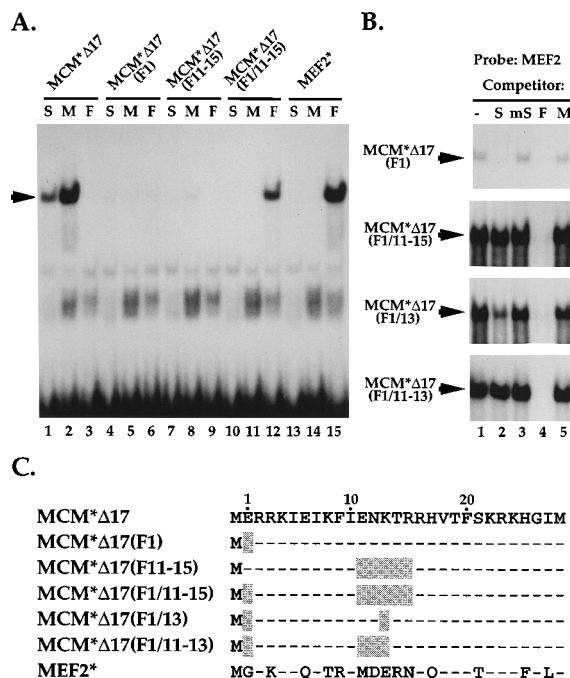 A.
MCM*Δ17
MCM*Δ17 (F1)
MCM*Δ17 (F11-15)
MCM*Δ17 (F1/11-15)
MEF2*
S M F S M F S M F S M F S M F
1 2 3 4 5 6 7 8 9 10 11 12 13 14 15
B.
Probe: MEF2
Competitor:
- S mS F M
MCM*Δ17
(F1)
MCM*Δ17
(F1/11-15)
MCM*Δ17
(F1/13)
MCM*Δ17
(F1/11-13)
1 2 3 4 5
C.
1 10 20
MCM*Δ17 MERRKIEIKFIENKTRRHVTFSKRKHGIM
MCM*Δ17(F1) M----------------------------
MCM*Δ17(F11-15) M----------------------------
MCM*Δ17(F1/11-15) M----------------------------
MCM*Δ17(F1/13) M----------------------------
MCM*Δ17(F1/11-13) M----------------------------
MEF2* MG-K--Q-TR-MDERN-Q---T---F-L-